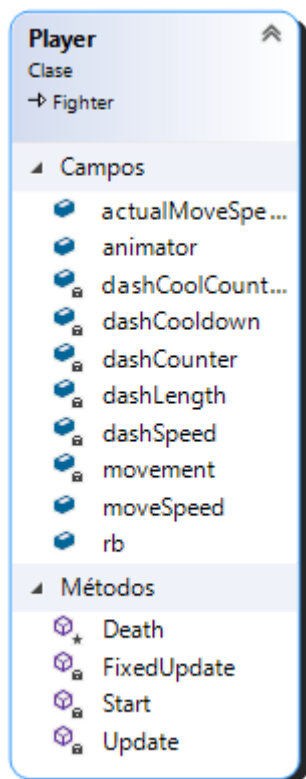 Player
Clase
Fighter
Campos
actualMoveSpe...
animator
dashCoolCount...
dashCooldown
dashCounter
dashLength
dashSpeed
movement
moveSpeed
rb
Métodos
Death
FixedUpdate
Start
Update